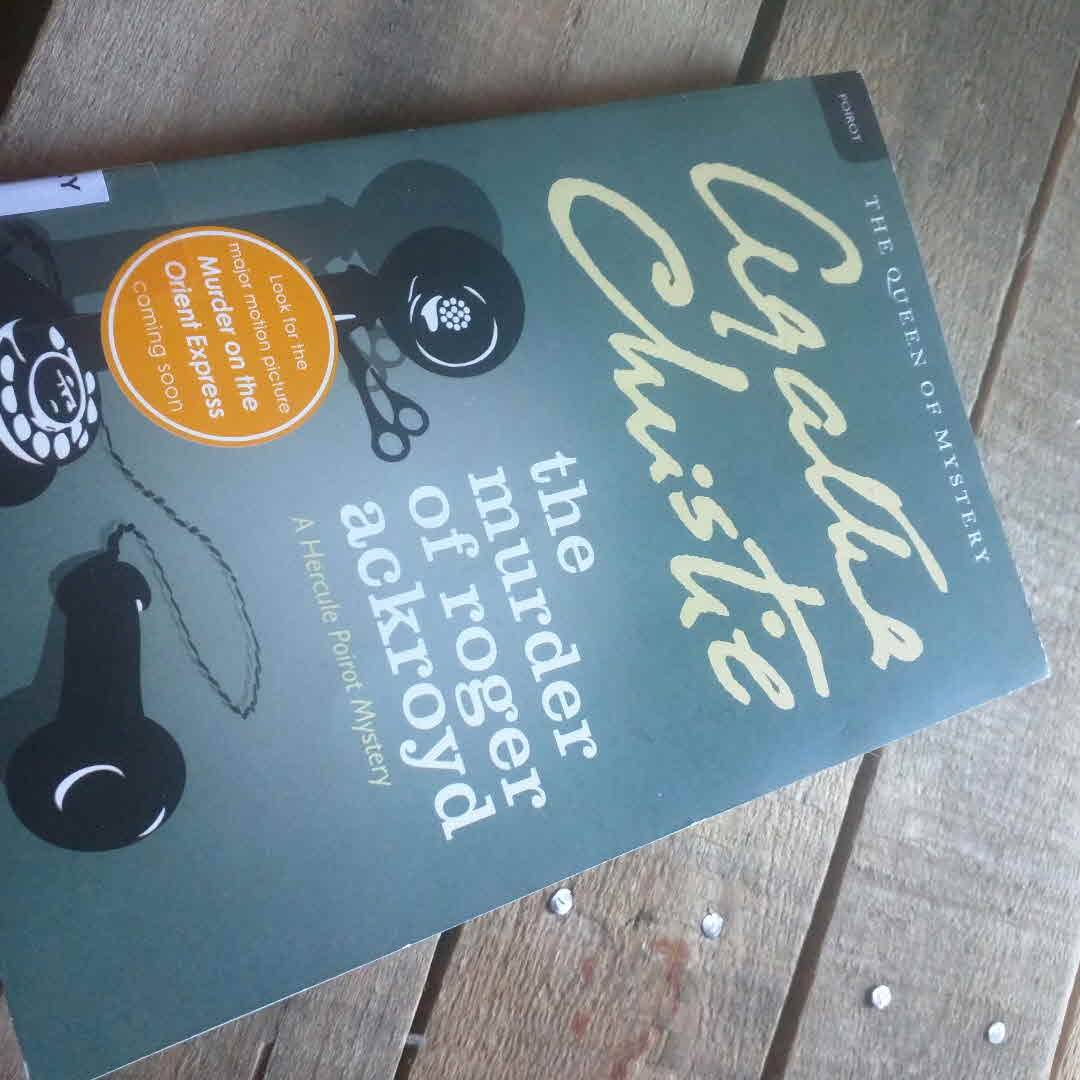 POIROT
THE QUEEN OF MYSTERY
Agatha
Christie
the
murder
of roger
ackroyd
A Hercule Poirot Mystery
Look for the
major motion picture
Murder on the
Orient Express
coming soon